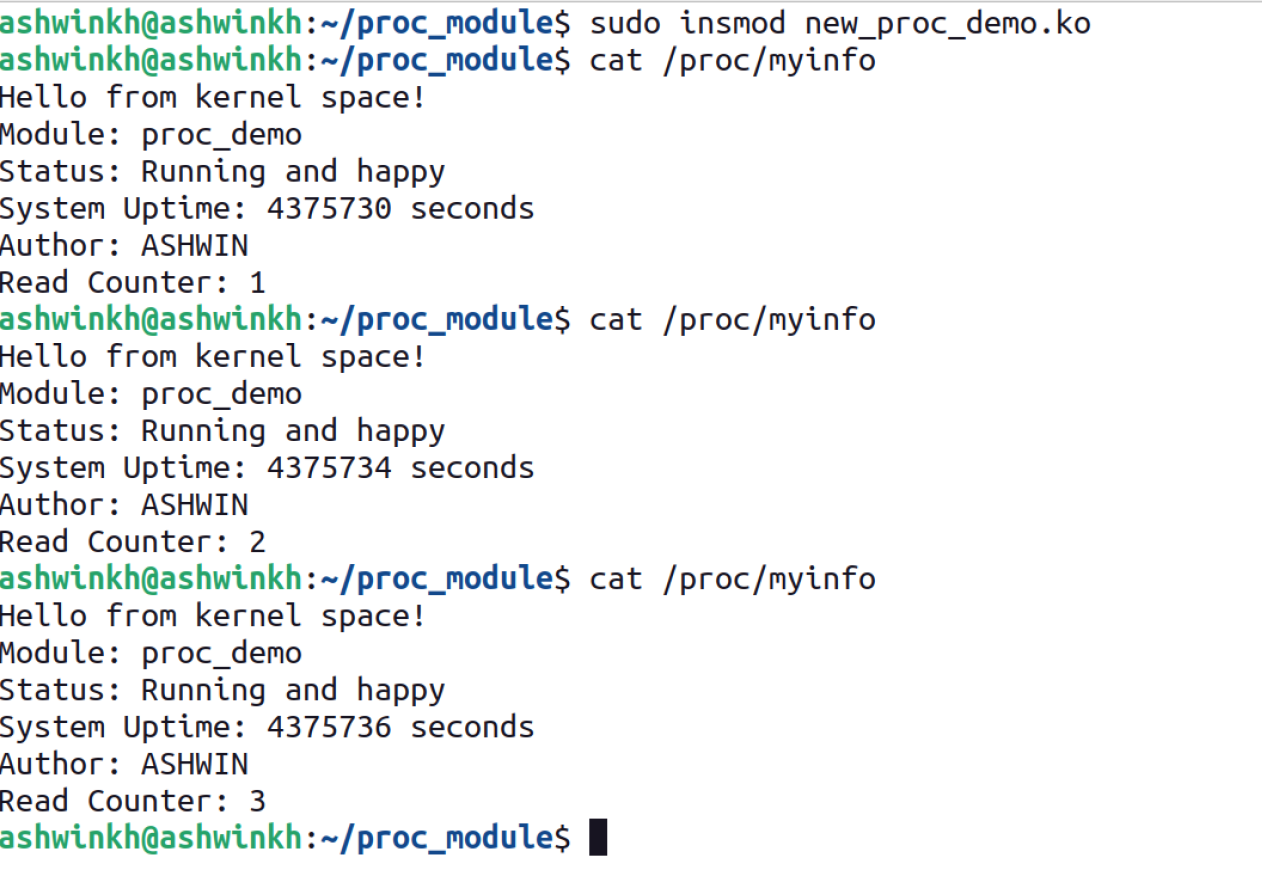 ashwinkh@ashwinkh:~/proc_module$ sudo insmod new_proc_demo.ko
ashwinkh@ashwinkh:~/proc_module$ cat /proc/myinfo
Hello from kernel space!
Module: proc_demo
Status: Running and happy
System Uptime: 4375730 seconds
Author: ASHWIN
Read Counter: 1
ashwinkh@ashwinkh:~/proc_module$ cat /proc/myinfo
Hello from kernel space!
Module: proc_demo
Status: Running and happy
System Uptime: 4375734 seconds
Author: ASHWIN
Read Counter: 2
ashwinkh@ashwinkh:~/proc_module$ cat /proc/myinfo
Hello from kernel space!
Module: proc_demo
Status: Running and happy
System Uptime: 4375736 seconds
Author: ASHWIN
Read Counter: 3
ashwinkh@ashwinkh:~/proc_module$